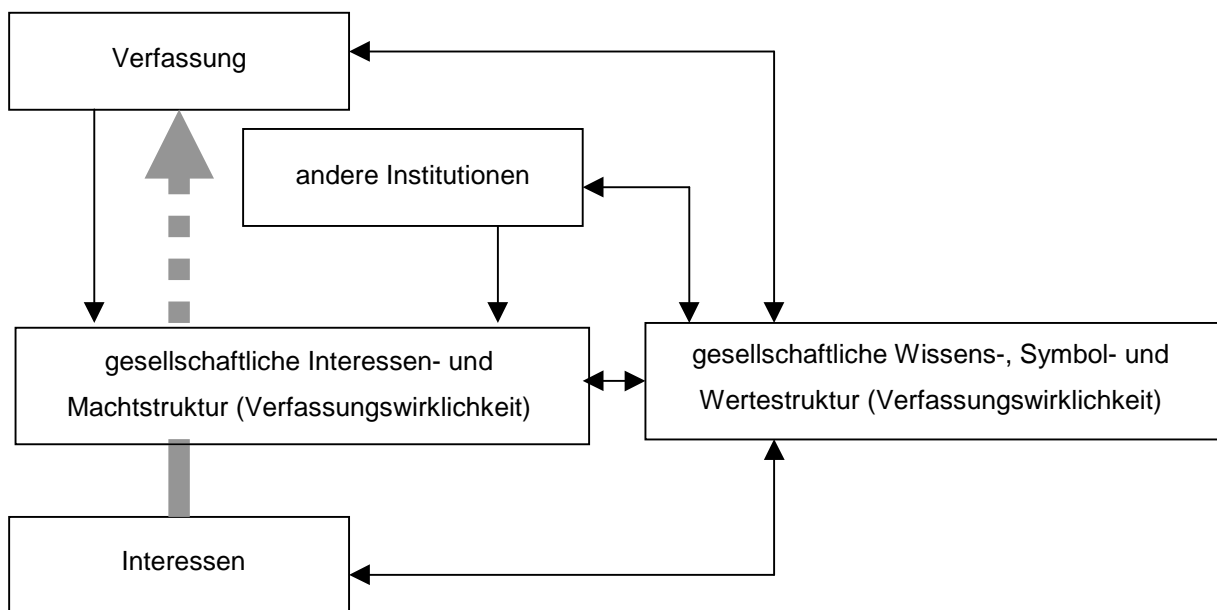 Verfassung
andere Institutionen
gesellschaftliche Interessen- und
Machtstruktur (Verfassungswirklichkeit)
gesellschaftliche Wissens-, Symbol- und
Wertestruktur (Verfassungswirklichkeit)
Interessen